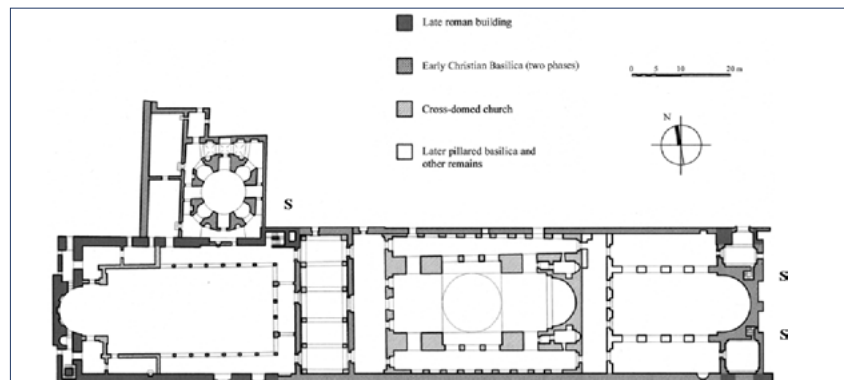 Late roman building
Early Christian Basilica (two phases)
0 5 10 20 m
Cross-domed church
N
Later pillared basilica and
other remains
S
S
S